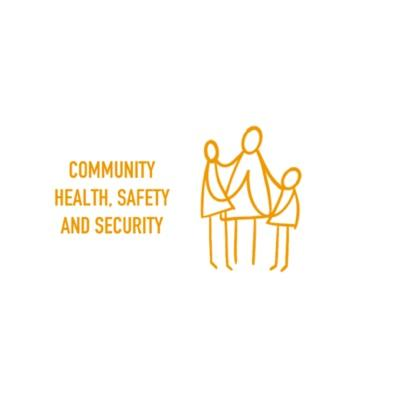 COMMUNITY
HEALTH, SAFETY
AND SECURITY